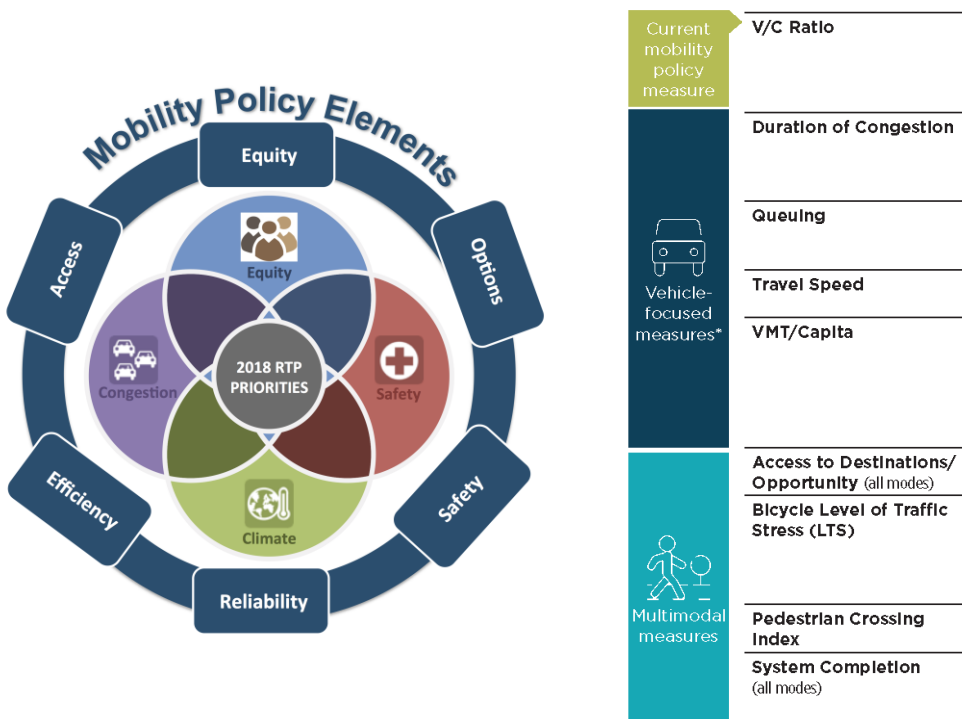 Mobility Policy Elements
Equity
Access
Options
Equity
Congestion
2018 RTP
PRIORITIES
Safety
Climate
Efficiency
Safety
Reliability
Current
mobility
policy
measure
V/C Ratio
Vehicle-
focused
measures*
Duration of Congestion
Queuing
Travel Speed
VMT/Capita
Multimodal
measures
Access to Destinations/
Opportunity (all modes)
Bicycle Level of Traffic
Stress (LTS)
Pedestrian Crossing
Index
System Completion
(all modes)